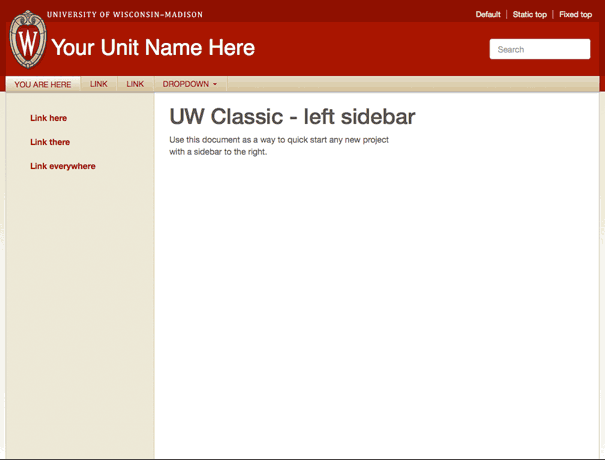 UNIVERSITY OF WISCONSIN–MADISON
Default
Static top
Fixed top
W
Your Unit Name Here
Search
YOU ARE HERE
LINK
LINK
DROPDOWN
Link here
Link there
Link everywhere
UW Classic - left sidebar
Use this document as a way to quick start any new project
with a sidebar to the right.